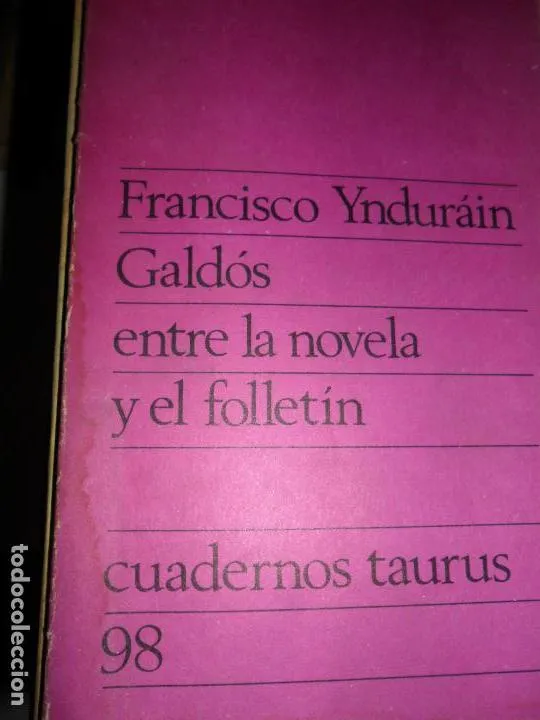 Francisco Ynduráin
Galdós
entre la novela
y el folletín
cuadernos taurus
98
todocoleccion